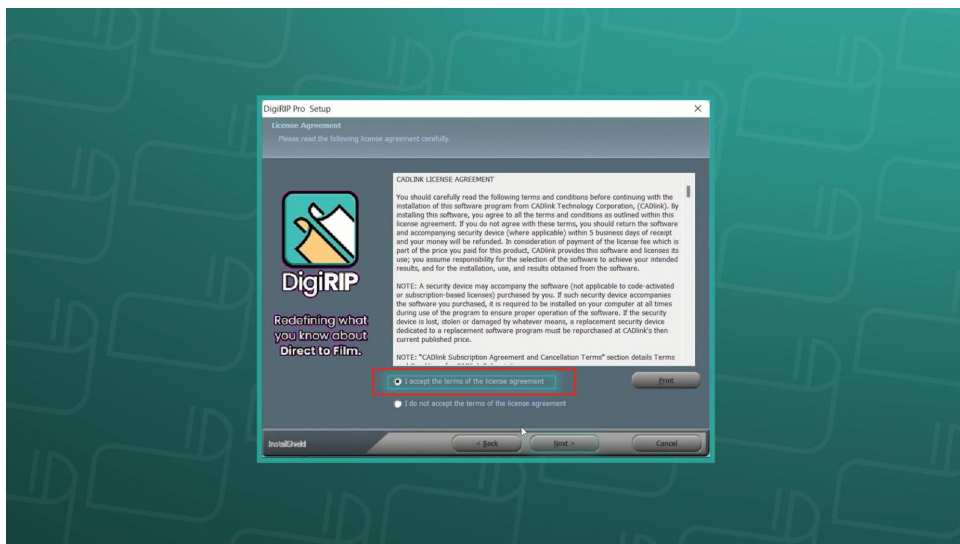 DigiRIP Pro Setup
License Agreement
Please read the following license agreement carefully.
CADLINK LICENSE AGREEMENT
You should carefully read the following terms and conditions before continuing with the
installation of this software program from CADlink Technology Corporation, (CADlink). By
installing this software, you agree to all the terms and conditions as outlined within this
license agreement. If you do not agree with these terms, you should return the software
and accompanying security device (where applicable) within 5 business days of receipt
and your money will be refunded. In consideration of payment of the license fee which is
part of the price you paid for this product, CADlink provides this software and licenses its
use; you assume responsibility for the selection of the software to achieve your intended
results, and for the installation, use, and results obtained from the software.
NOTE: A security device may accompany the software (not applicable to code-activated
or subscription-based licenses) purchased by you. If such security device accompanies
the software you purchased, it is required to be installed on your computer at all times
during use of the program to ensure proper operation of the software. If the security
device is lost, stolen or damaged by whatever means, a replacement security device
dedicated to a replacement software program must be repurchased at CADlink's then
current published price.
NOTE: "CADlink Subscription Agreement and Cancellation Terms" section details Terms
DigiRIP
Redefining what
you know about
Direct to Film.
I accept the terms of the license agreement
Print
I do not accept the terms of the license agreement
InstallShield
< Back
Next >
Cancel